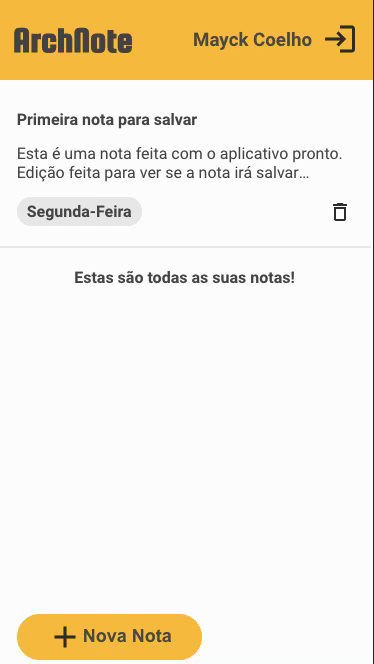 ArchNote
Mayck Coelho
Primeira nota para salvar
Esta é uma nota feita com o aplicativo pronto.
Edição feita para ver se a nota irá salvar...
Segunda-Feira
Estas são todas as suas notas!
Nova Nota